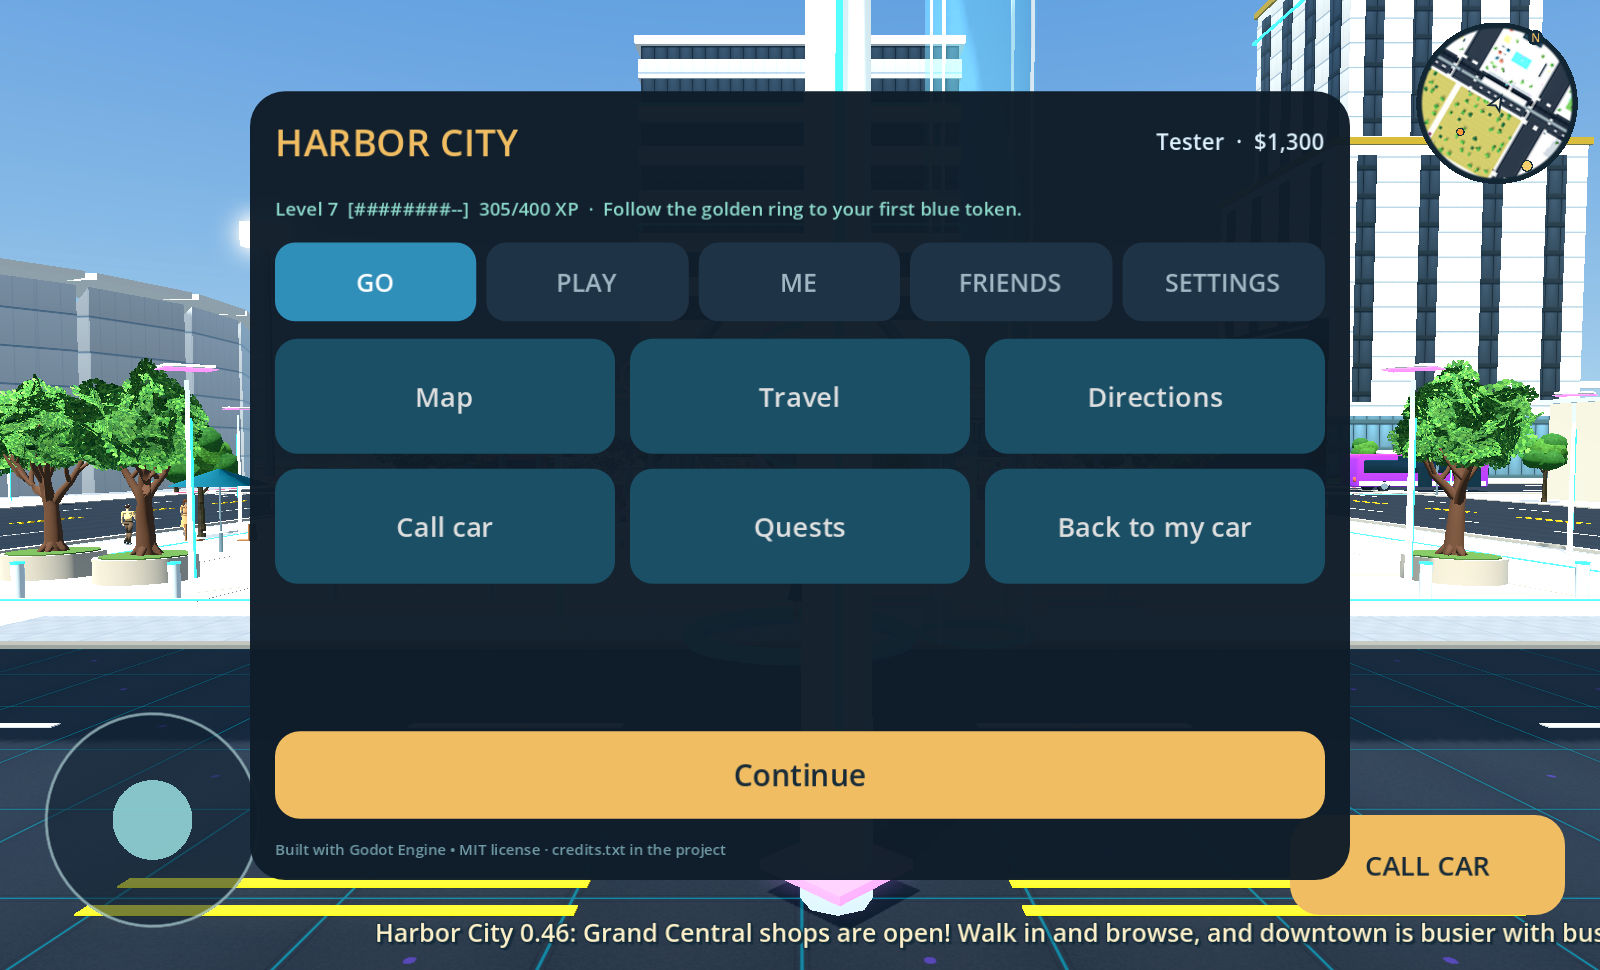 N
HARBOR CITY
Tester · $1,300
Level 7 [########--] 305/400 XP · Follow the golden ring to your first blue token.
GO
PLAY
ME
FRIENDS
SETTINGS
Map
Travel
Directions
Call car
Quests
Back to my car
Continue
Built with Godot Engine • MIT license · credits.txt in the project
CALL CAR
Harbor City 0.46: Grand Central shops are open! Walk in and browse, and downtown is busier with bus